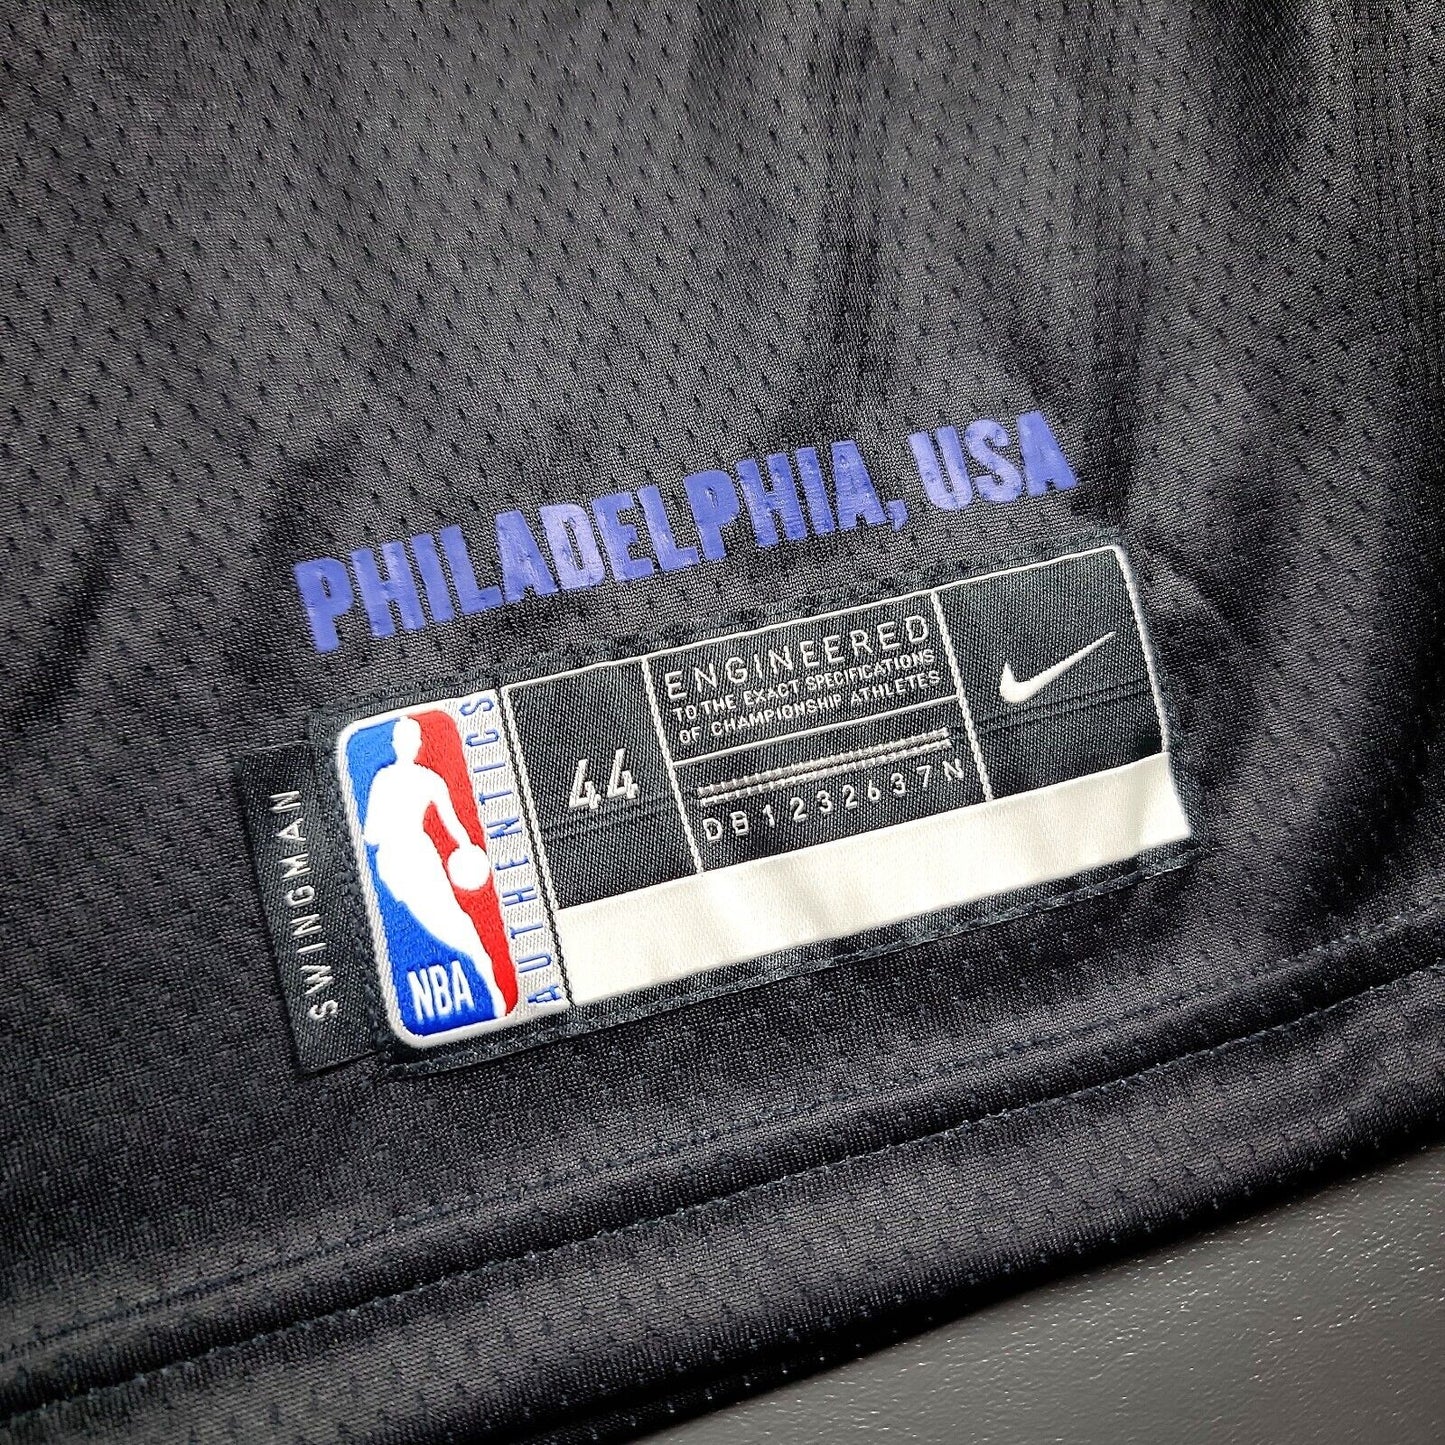 PHILADELPHIA, USA
SWINGMAN
NBA
AUTHENTICS
44
ENGINEERED
TO THE EXACT SPECIFICATIONS
OF CHAMPIONSHIP ATHLETES
DB1232637N